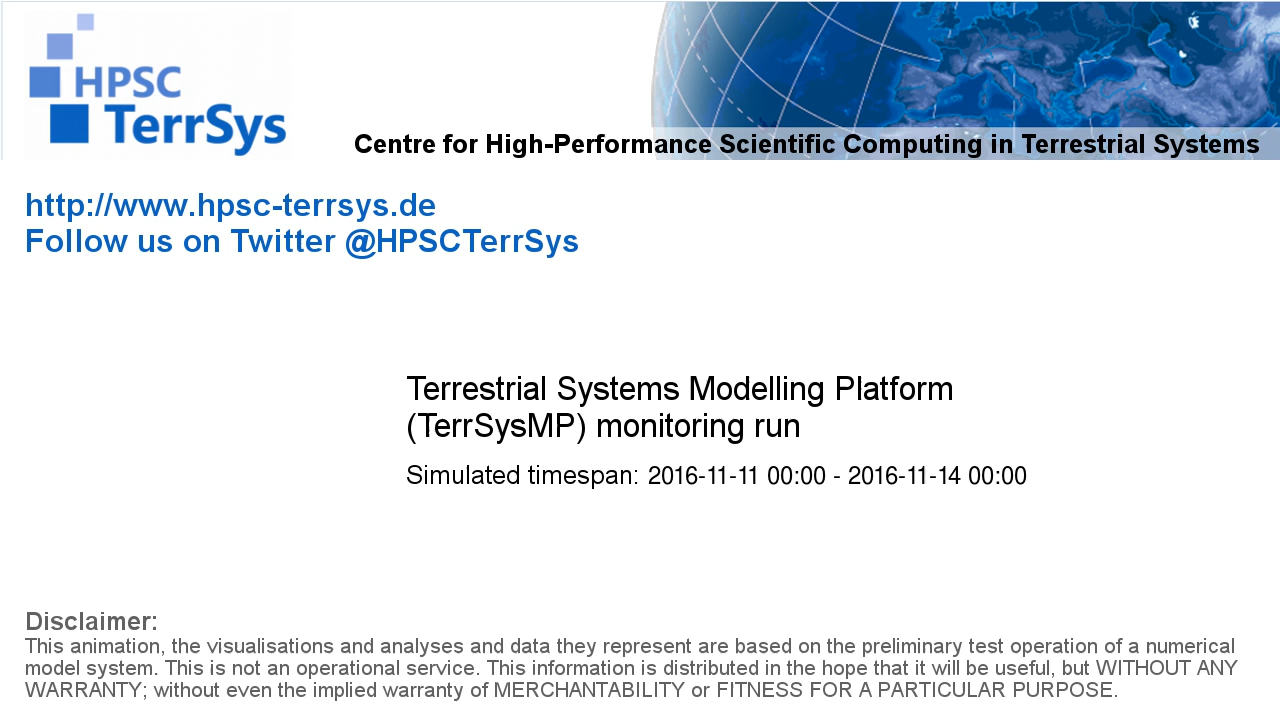 HPSC
TerrSys
Centre for High-Performance Scientific Computing in Terrestrial Systems
http://www.hpsc-terrsys.de
Follow us on Twitter @HPSCTerrSys
Terrestrial Systems Modelling Platform
(TerrSysMP) monitoring run
Simulated timespan: 2016-11-11 00:00 - 2016-11-14 00:00
Disclaimer:
This animation, the visualisations and analyses and data they represent are based on the preliminary test operation of a numerical
model system. This is not an operational service. This information is distributed in the hope that it will be useful, but WITHOUT ANY
WARRANTY; without even the implied warranty of MERCHANTABILITY or FITNESS FOR A PARTICULAR PURPOSE.